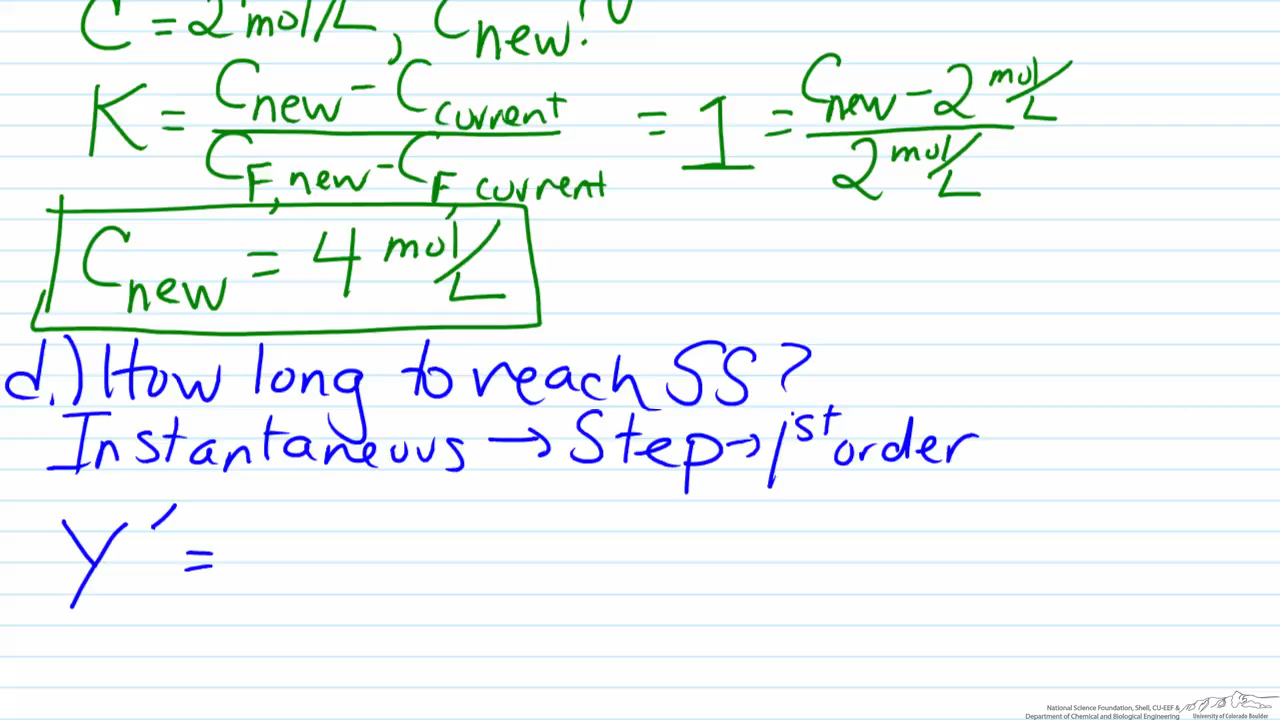 C = 2 mol/L, Cnew?
K = Cnew - Ccurrent / CF,new - CF,current = 1 = Cnew - 2 mol/L / 2 mol/L
Cnew = 4 mol/L
d.) How long to reach SS?
Instantaneous → Step → 1st order
Y' =
National Science Foundation, Shell, CU-EEF &
Department of Chemical and Biological Engineering
University of Colorado Boulder